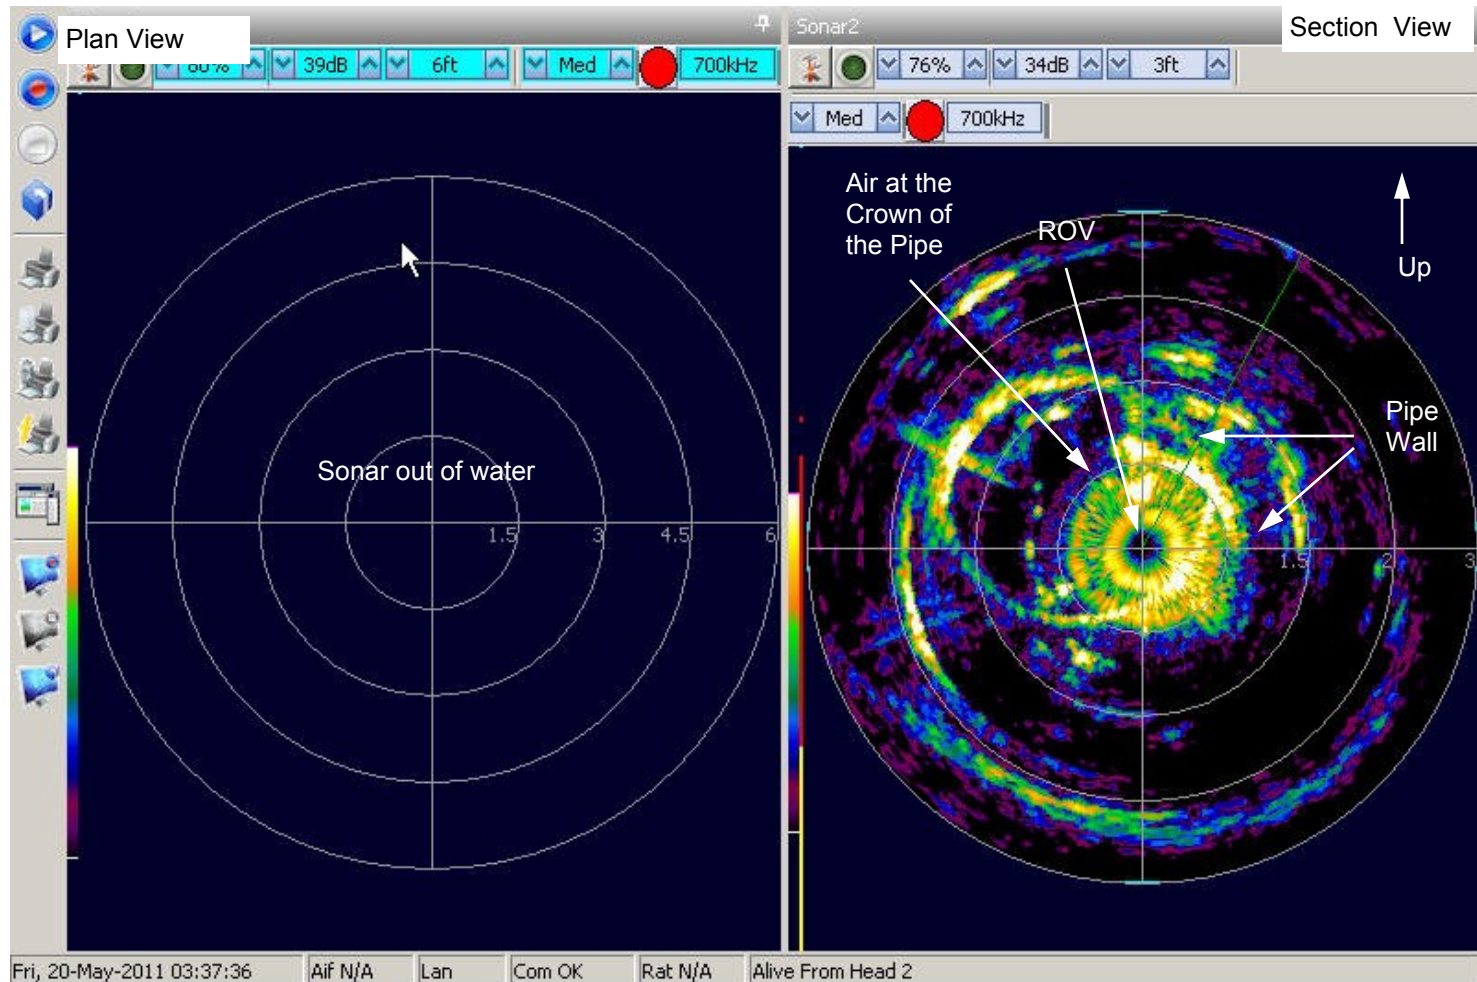 Plan View
60%
39dB
6ft
Med
700kHz
Sonar2
Section View
76%
34dB
3ft
Med
700kHz
Air at the
Crown of
the Pipe
ROV
Up
Pipe
Wall
Sonar out of water
1.5
3
4.5
6
1.5
2
3
Fri, 20-May-2011 03:37:36
Aif N/A
Lan
Com OK
Rat N/A
Alive From Head 2